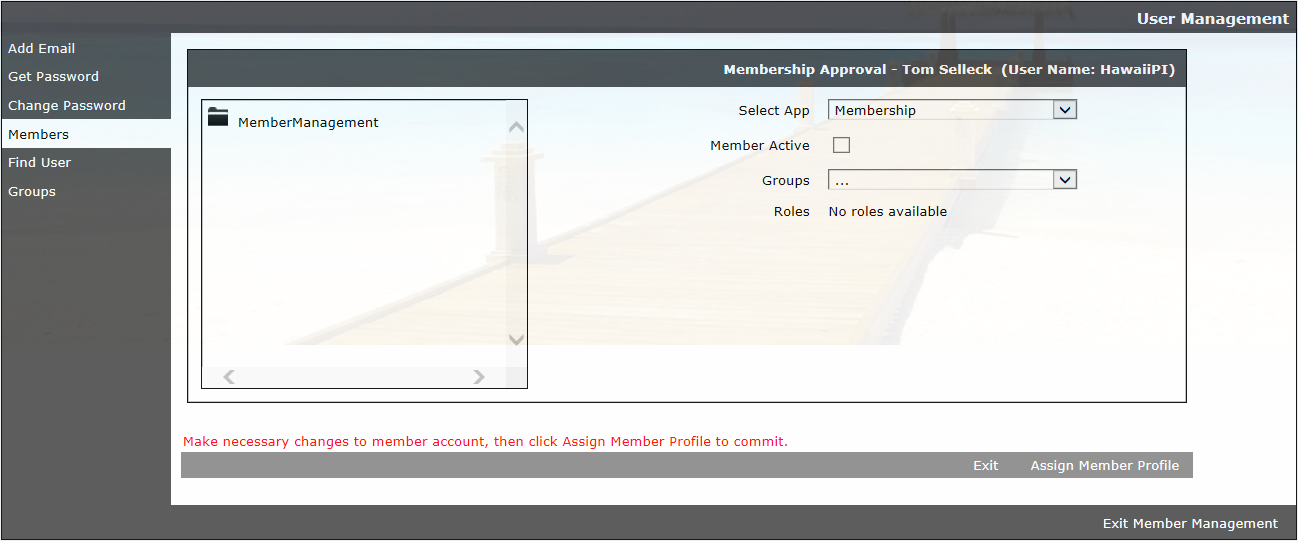 User Management
Add Email
Get Password
Change Password
Members
Find User
Groups
Membership Approval - Tom Selleck (User Name: HawaiiPI)
MemberManagement
Select App Membership
Member Active
Groups ...
Roles No roles available
Make necessary changes to member account, then click Assign Member Profile to commit.
Exit Assign Member Profile
Exit Member Management